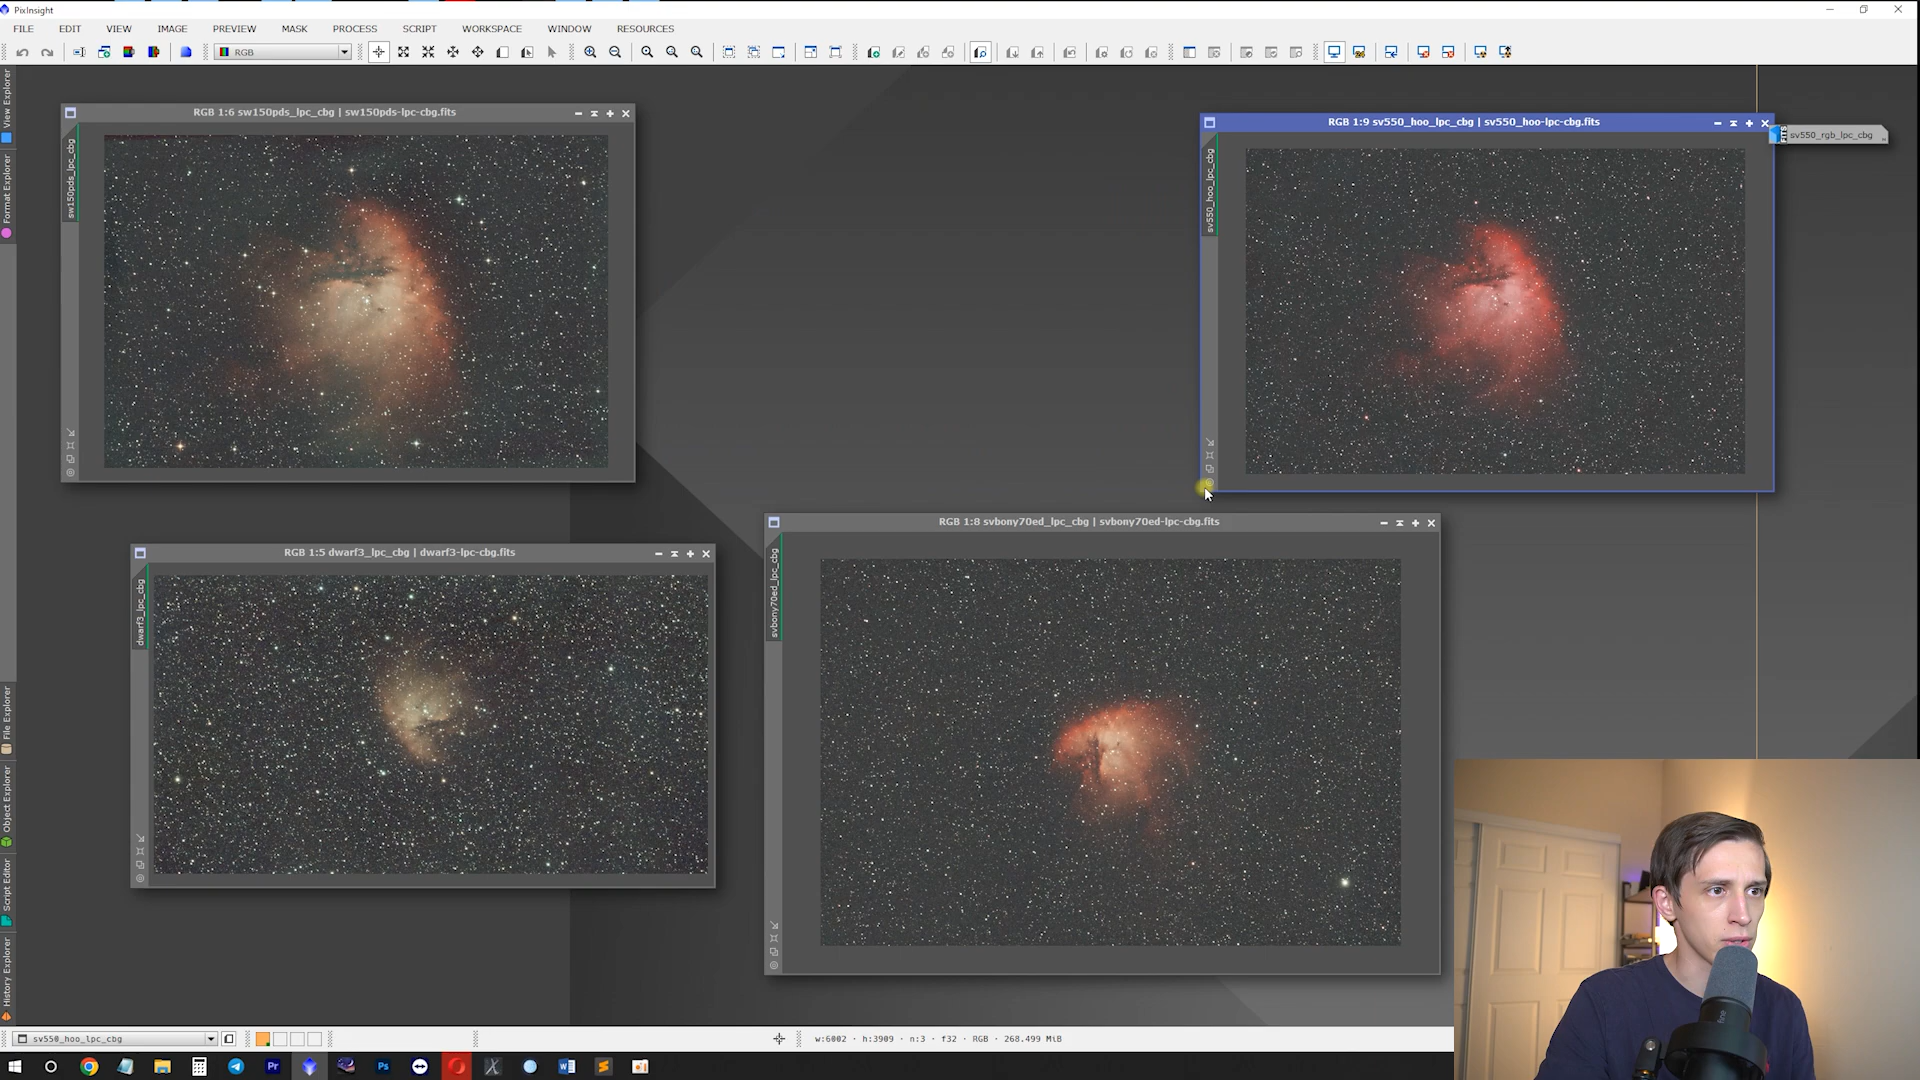 PixInsight
FILE EDIT VIEW IMAGE PREVIEW MASK PROCESS SCRIPT WORKSPACE WINDOW RESOURCES
RGB
View Explorer
Format Explorer
File Explorer
Object Explorer
Script Editor
History Explorer
RGB 1:6 sw150pds_lpc_cbg | sw150pds-lpc-cbg.fits
sw150pds_lpc_cbg
RGB 1:9 sv550_hoo_lpc_cbg | sv550_hoo-lpc-cbg.fits
sv550_hoo_lpc_cbg
sv550_rgb_lpc_cbg
RGB 1:5 dwarf3_lpc_cbg | dwarf3-lpc-cbg.fits
dwarf3_lpc_cbg
RGB 1:8 svbony70ed_lpc_cbg | svbony70ed-lpc-cbg.fits
svbony70ed_lpc_cbg
sv550_hoo_lpc_cbg
w:6002 · h:3909 · n:3 · f32 · RGB · 268.499 MiB
Pr
Ps
W